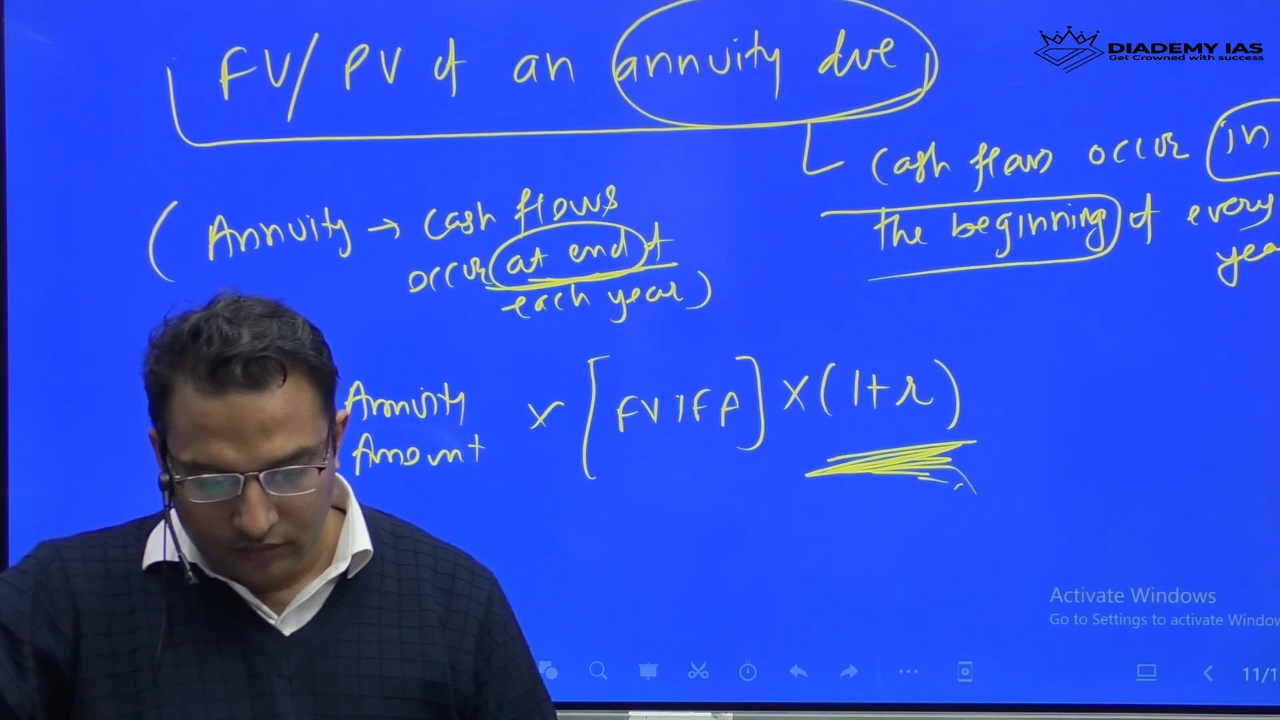 FV/ PV of an annuity due
DIADEMY IAS
Get Crowned with success
Cash flows occur in
the beginning of every
yea
(Annuity → Cash flows
occur at end of
each year)
Annuity
Amount
× [FVIFA] × (1+r)
Activate Windows
Go to Settings to activate Window
11/1